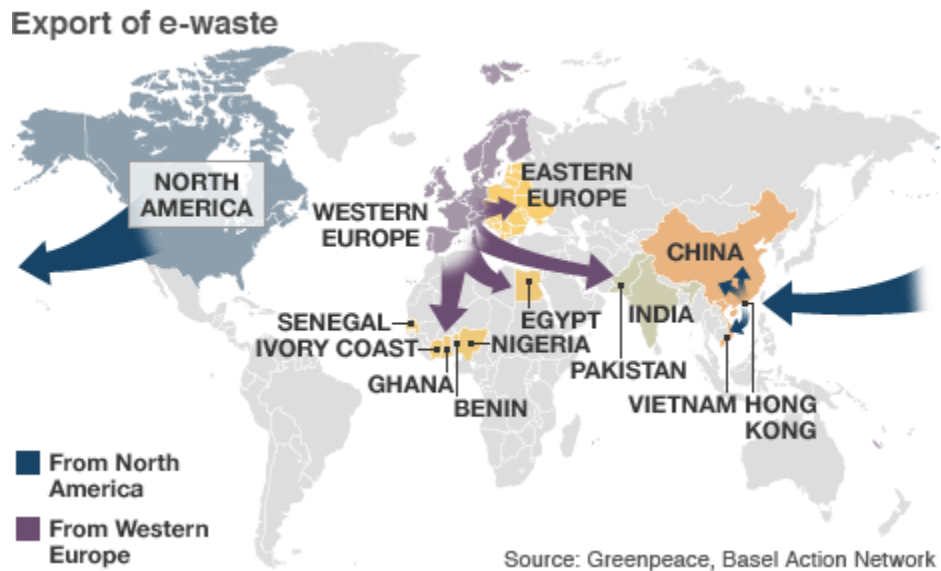 Export of e-waste
NORTH
AMERICA
WESTERN
EUROPE
EASTERN
EUROPE
CHINA
INDIA
SENEGAL
IVORY COAST
GHANA
BENIN
NIGERIA
EGYPT
PAKISTAN
VIETNAM
HONG
KONG
From North
America
From Western
Europe
Source: Greenpeace, Basel Action Network